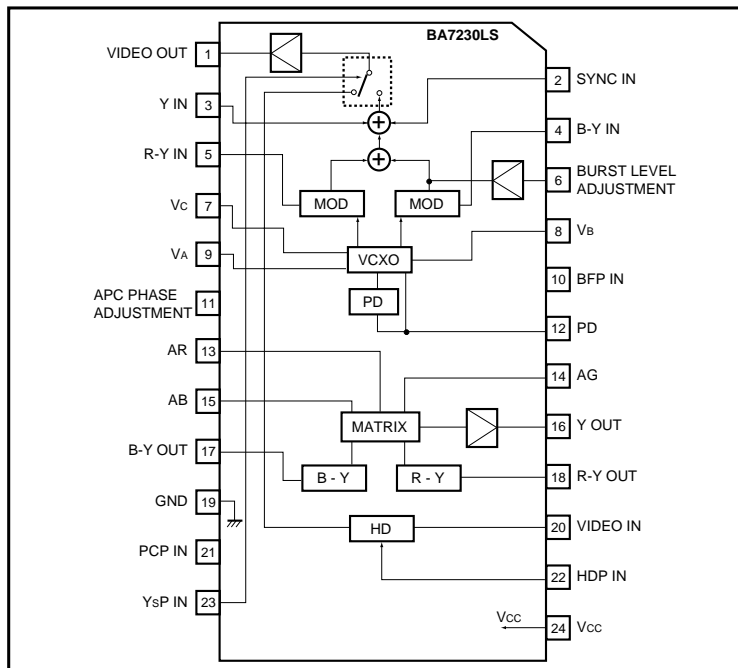 BA7230LS
VIDEO OUT 1
2 SYNC IN
Y IN 3
+
4 B-Y IN
R-Y IN 5
+
6 BURST LEVEL
ADJUSTMENT
MOD MOD
VC 7
8 VB
VCXO
VA 9
10 BFP IN
PD
APC PHASE
ADJUSTMENT 11
12 PD
AR 13
14 AG
AB 15
MATRIX
16 Y OUT
B-Y OUT 17
B - Y R - Y
18 R-Y OUT
GND 19
20 VIDEO IN
HD
PCP IN 21
22 HDP IN
YSP IN 23
VCC
24 VCC